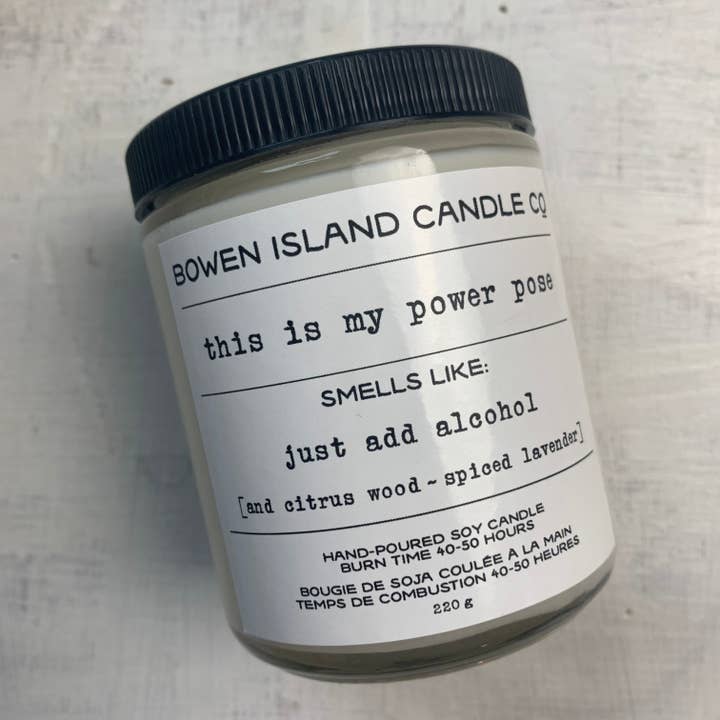 BOWEN ISLAND CANDLE CO
this is my power pose
SMELLS LIKE:
just add alcohol
[and citrus wood ~ spiced lavender]
HAND-POURED SOY CANDLE
BURN TIME 40-50 HOURS
BOUGIE DE SOJA COULÉE A LA MAIN
TEMPS DE COMBUSTION 40-50 HEURES
220 g